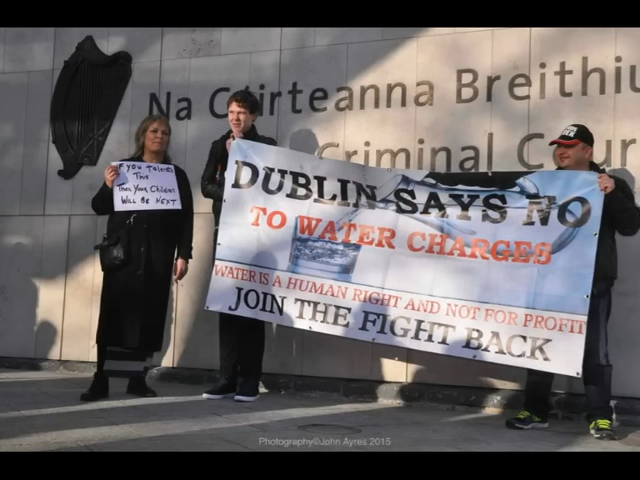 Na Cúirteanna Breithiú
Criminal Cou
If you Tolerate
This
Then Your Children
Will Be Next
DUBLIN SAYS NO
TO WATER CHARGES
WATER IS A HUMAN RIGHT AND NOT FOR PROFIT
JOIN THE FIGHT BACK
Photography©John Ayres 2015